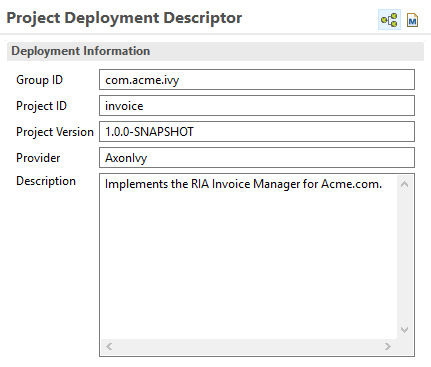 Project Deployment Descriptor
M
Deployment Information
Group ID com.acme.ivy
Project ID invoice
Project Version 1.0.0-SNAPSHOT
Provider AxonIvy
Description Implements the RIA Invoice Manager for Acme.com.